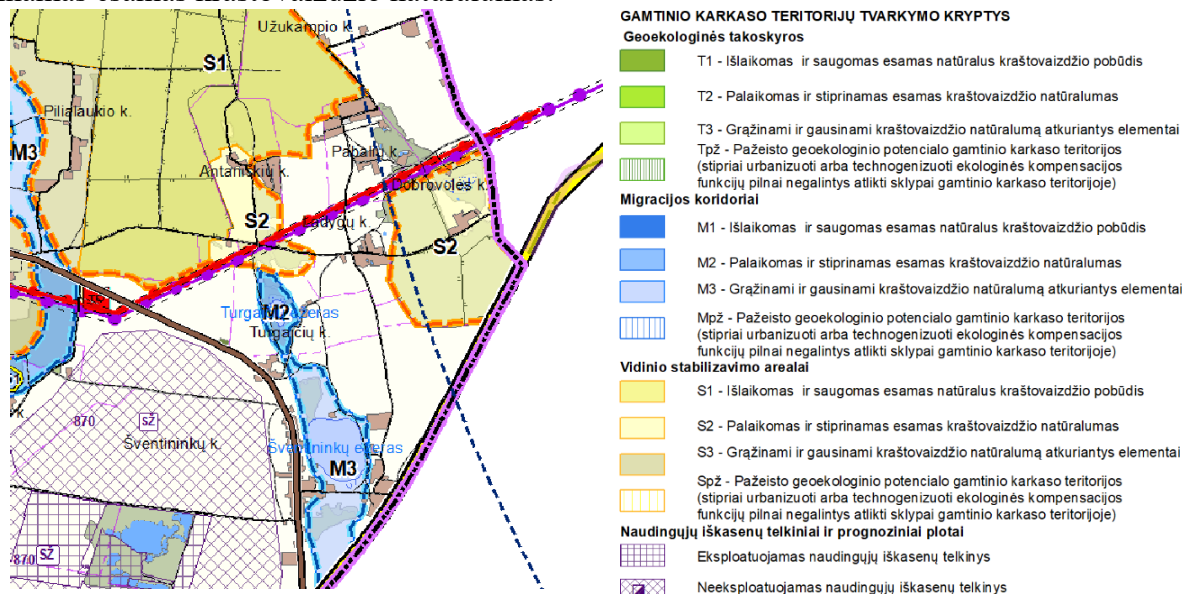 Užukampio k.
S1
Pilialaukio k.
M3
Antaniškių k.
Dobrovolės k.
S2
Ladygų k.
S2
M2
Turgaičių k.
870
SŽ
Šventininkų k.
Šventininkų ežeras
M3
870
SŽ
GAMTINIO KARKASO TERITORIJŲ TVARKYMO KRYPTYS
Geoekologinės takoskyros
T1 - Išlaikomas ir saugomas esamas natūralus kraštovaizdžio pobūdis
T2 - Palaikomas ir stiprinamas esamas kraštovaizdžio natūralumas
T3 - Grąžinami ir gausinami kraštovaizdžio natūralumą atkuriantys elementai
Tpž - Pažeisto geoekologinio potencialo gamtinio karkaso teritorijos
(stipriai urbanizuoti arba technogenizuoti ekologinės kompensacijos
funkcijų pilnai negalintys atlikti sklypai gamtinio karkaso teritorijoje)
Migracijos koridoriai
M1 - Išlaikomas ir saugomas esamas natūralus kraštovaizdžio pobūdis
M2 - Palaikomas ir stiprinamas esamas kraštovaizdžio natūralumas
M3 - Grąžinami ir gausinami kraštovaizdžio natūralumą atkuriantys elementai
Mpž - Pažeisto geoekologinio potencialo gamtinio karkaso teritorijos
(stipriai urbanizuoti arba technogenizuoti ekologinės kompensacijos
funkcijų pilnai negalintys atlikti sklypai gamtinio karkaso teritorijoje)
Vidinio stabilizavimo arealai
S1 - Išlaikomas ir saugomas esamas natūralus kraštovaizdžio pobūdis
S2 - Palaikomas ir stiprinamas esamas kraštovaizdžio natūralumas
S3 - Grąžinami ir gausinami kraštovaizdžio natūralumą atkuriantys elementai
Spž - Pažeisto geoekologinio potencialo gamtinio karkaso teritorijos
(stipriai urbanizuoti arba technogenizuoti ekologinės kompensacijos
funkcijų pilnai negalintys atlikti sklypai gamtinio karkaso teritorijoje)
Naudingųjų iškasenų telkiniai ir prognoziniai plotai
Eksploatuojamas naudingųjų iškasenų telkinys
Neeksploatuojamas naudingųjų iškasenų telkinys